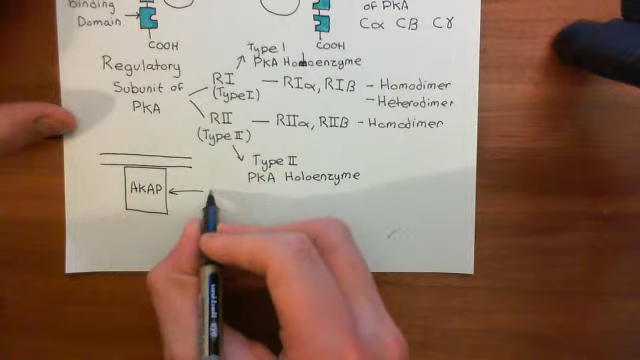 binding
Domain
COOH
COOH
of PKA
Cα Cβ Cγ
Regulatory
Subunit of
PKA
Type I
PKA Holoenzyme
RI
(Type I)
RIα, RIβ - Homodimer
- Heterodimer
RII
(Type II)
RIIα, RIIβ - Homodimer
Type II
PKA Holoenzyme
AKAP